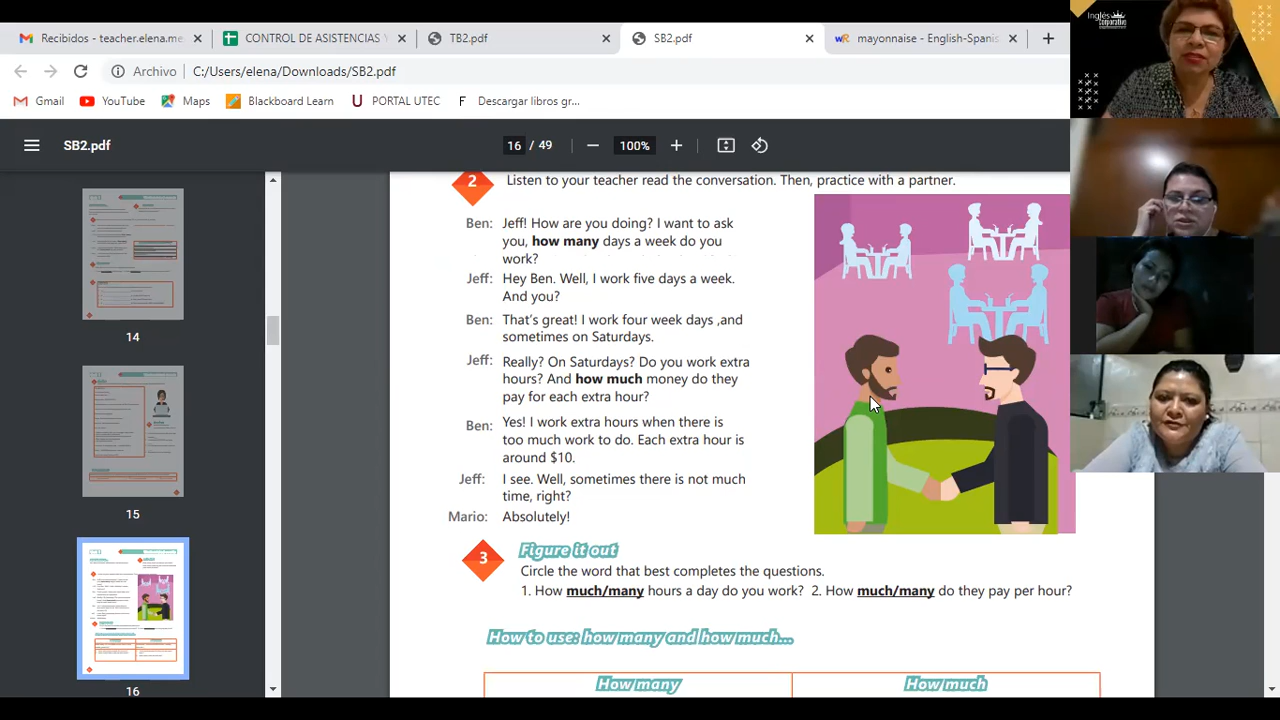 Recibidos - teacher.elena.me
CONTROL DE ASISTENCIAS Y
TB2.pdf
SB2.pdf
wR mayonnaise - English-Spanis
Archivo C:/Users/elena/Downloads/SB2.pdf
Gmail YouTube Maps Blackboard Learn PORTAL UTEC Descargar libros gr...
SB2.pdf
16 / 49
100%
14
15
16
2 Listen to your teacher read the conversation. Then, practice with a partner.
Ben: Jeff! How are you doing? I want to ask
you, how many days a week do you
work?
Jeff: Hey Ben. Well, I work five days a week.
And you?
Ben: That's great! I work four week days ,and
sometimes on Saturdays.
Jeff: Really? On Saturdays? Do you work extra
hours? And how much money do they
pay for each extra hour?
Ben: Yes! I work extra hours when there is
too much work to do. Each extra hour is
around $10.
Jeff: I see. Well, sometimes there is not much
time, right?
Mario: Absolutely!
3 Figure it out
Circle the word that best completes the questions.
1. How much/many hours a day do you work? 2. How much/many do they pay per hour?
How to use: how many and how much...
How many How much
Inglés
Corporativo